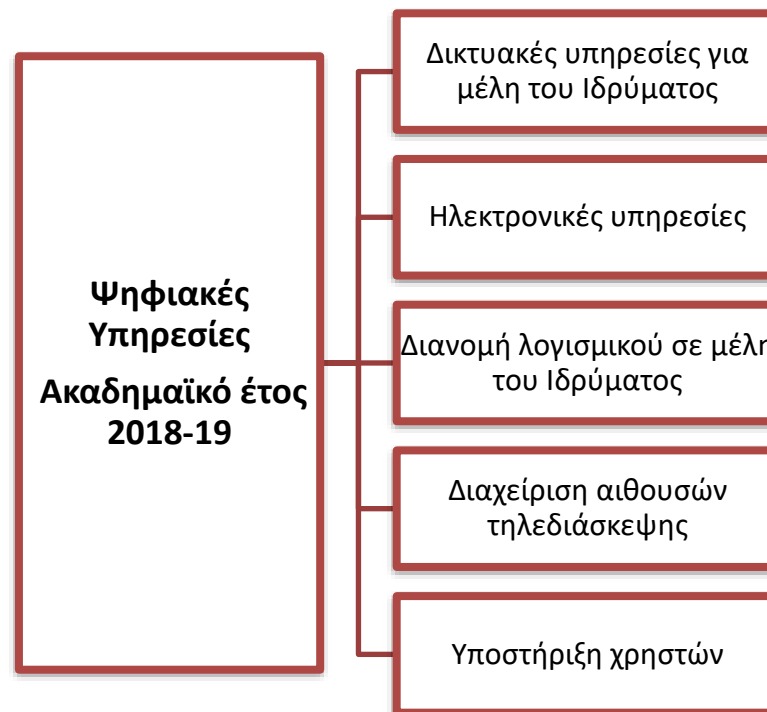 Ψηφιακές
Υπηρεσίες
Ακαδημαϊκό έτος
2018-19
Δικτυακές υπηρεσίες για
μέλη του Ιδρύματος
Ηλεκτρονικές υπηρεσίες
Διανομή λογισμικού σε μέλη
του Ιδρύματος
Διαχείριση αιθουσών
τηλεδιάσκεψης
Υποστήριξη χρηστών